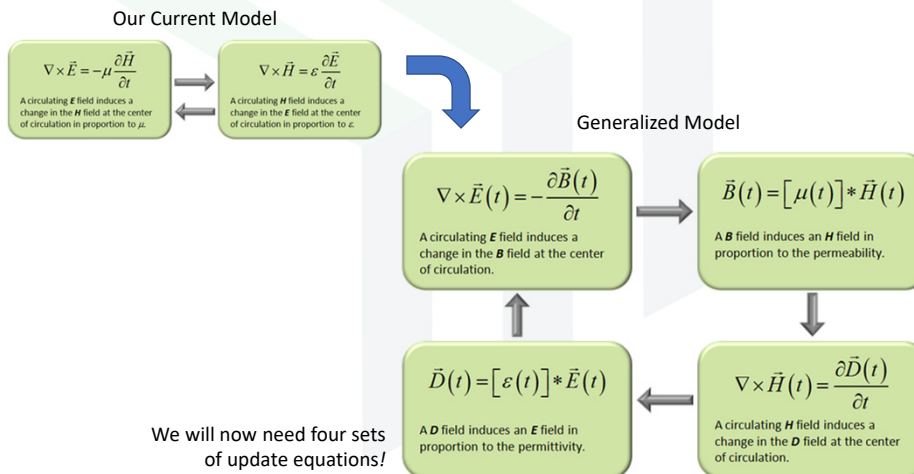 Our Current Model
∇×E⃗ = −μ ∂H⃗/∂t
A circulating E field induces a
change in the H field at the center
of circulation in proportion to μ.
∇×H⃗ = ε ∂E⃗/∂t
A circulating H field induces a
change in the E field at the center
of circulation in proportion to ε.
Generalized Model
∇×E⃗(t) = −∂B⃗(t)/∂t
A circulating E field induces a
change in the B field at the center
of circulation.
B⃗(t) = [μ(t)] * H⃗(t)
A B field induces an H field in
proportion to the permeability.
D⃗(t) = [ε(t)] * E⃗(t)
A D field induces an E field in
proportion to the permittivity.
∇×H⃗(t) = ∂D⃗(t)/∂t
A circulating H field induces a
change in the D field at the center
of circulation.
We will now need four sets
of update equations!